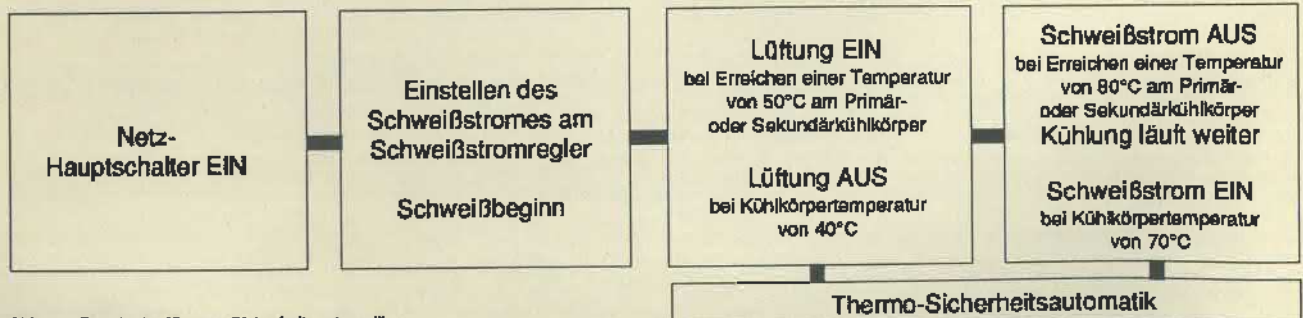 Netz-
Hauptschalter EIN
Einstellen des
Schweißstromes am
Schweißstromregler
Schweißbeginn
Lüftung EIN
bei Erreichen einer Temperatur
von 50°C am Primär-
oder Sekundärkühlkörper
Lüftung AUS
bei Kühlkörpertemperatur
von 40°C
Schweißstrom AUS
bei Erreichen einer Temperatur
von 80°C am Primär-
oder Sekundärkühlkörper
Kühlung läuft weiter
Schweißstrom EIN
bei Kühlkörpertemperatur
von 70°C
Thermo-Sicherheitsautomatik